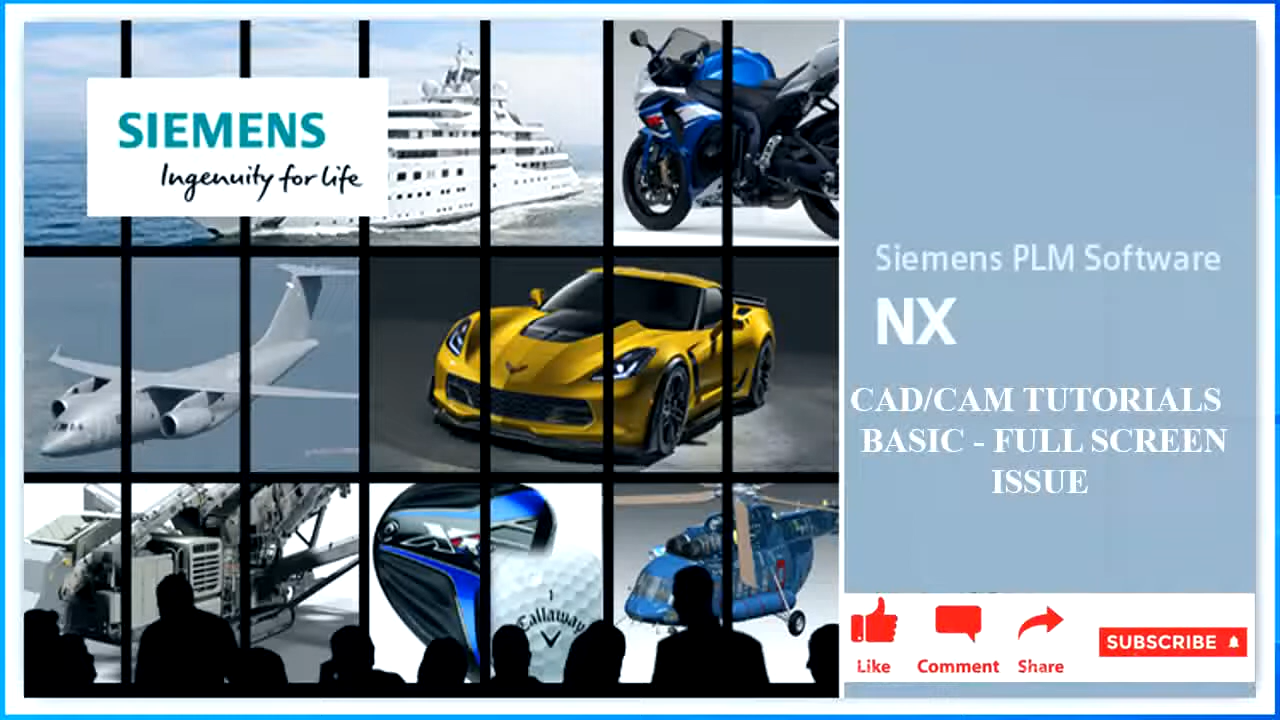 SIEMENS
Ingenuity for life
Siemens PLM Software
NX
CAD/CAM TUTORIALS
BASIC - FULL SCREEN
ISSUE
1
Callaway
Like
Comment
Share
SUBSCRIBE